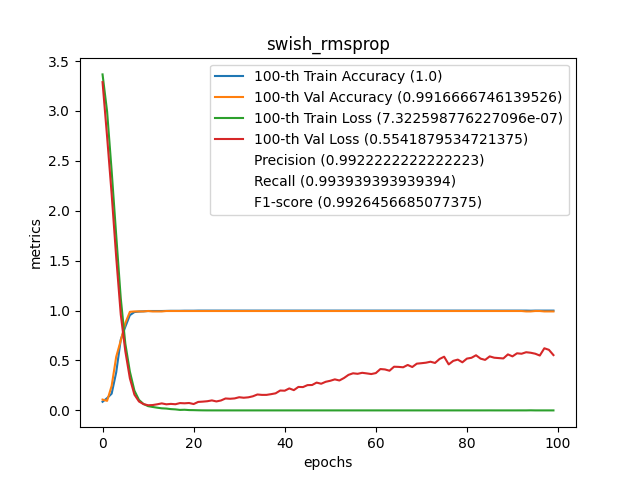 swish_rmsprop
100-th Train Accuracy (1.0)
100-th Val Accuracy (0.9916666746139526)
100-th Train Loss (7.322598776227096e-07)
100-th Val Loss (0.5541879534721375)
Precision (0.9922222222222223)
Recall (0.993939393939394)
F1-score (0.9926456685077375)
metrics
3.5
3.0
2.5
2.0
1.5
1.0
0.5
0.0
0 20 40 60 80 100
epochs